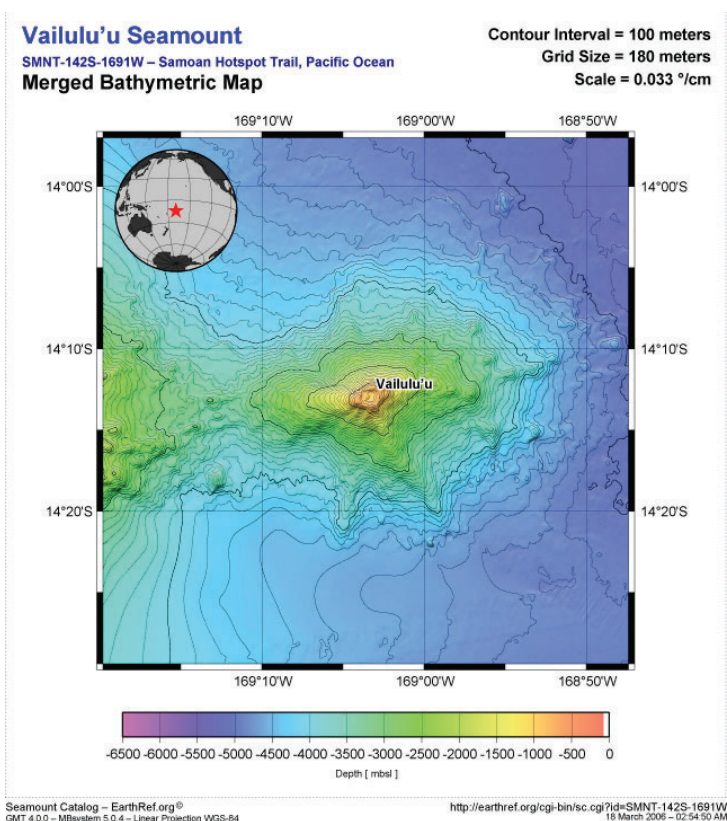 Vailulu'u Seamount
SMNT-142S-1691W – Samoan Hotspot Trail, Pacific Ocean
Merged Bathymetric Map
Contour Interval = 100 meters
Grid Size = 180 meters
Scale = 0.033 °/cm
169°10'W 169°00'W 168°50'W
14°00'S 14°00'S
14°10'S 14°10'S
Vailulu'u
14°20'S 14°20'S
169°10'W 169°00'W 168°50'W
-6500 -6000 -5500 -5000 -4500 -4000 -3500 -3000 -2500 -2000 -1500 -1000 -500 0
Depth [ mbsl ]
Seamount Catalog – EarthRef.org©
GMT 4.0.0 – MBsystem 5.0.4 – Linear Projection WGS-84
http://earthref.org/cgi-bin/sc.cgi?id=SMNT-142S-1691W
18 March 2006 – 02:54:50 AM